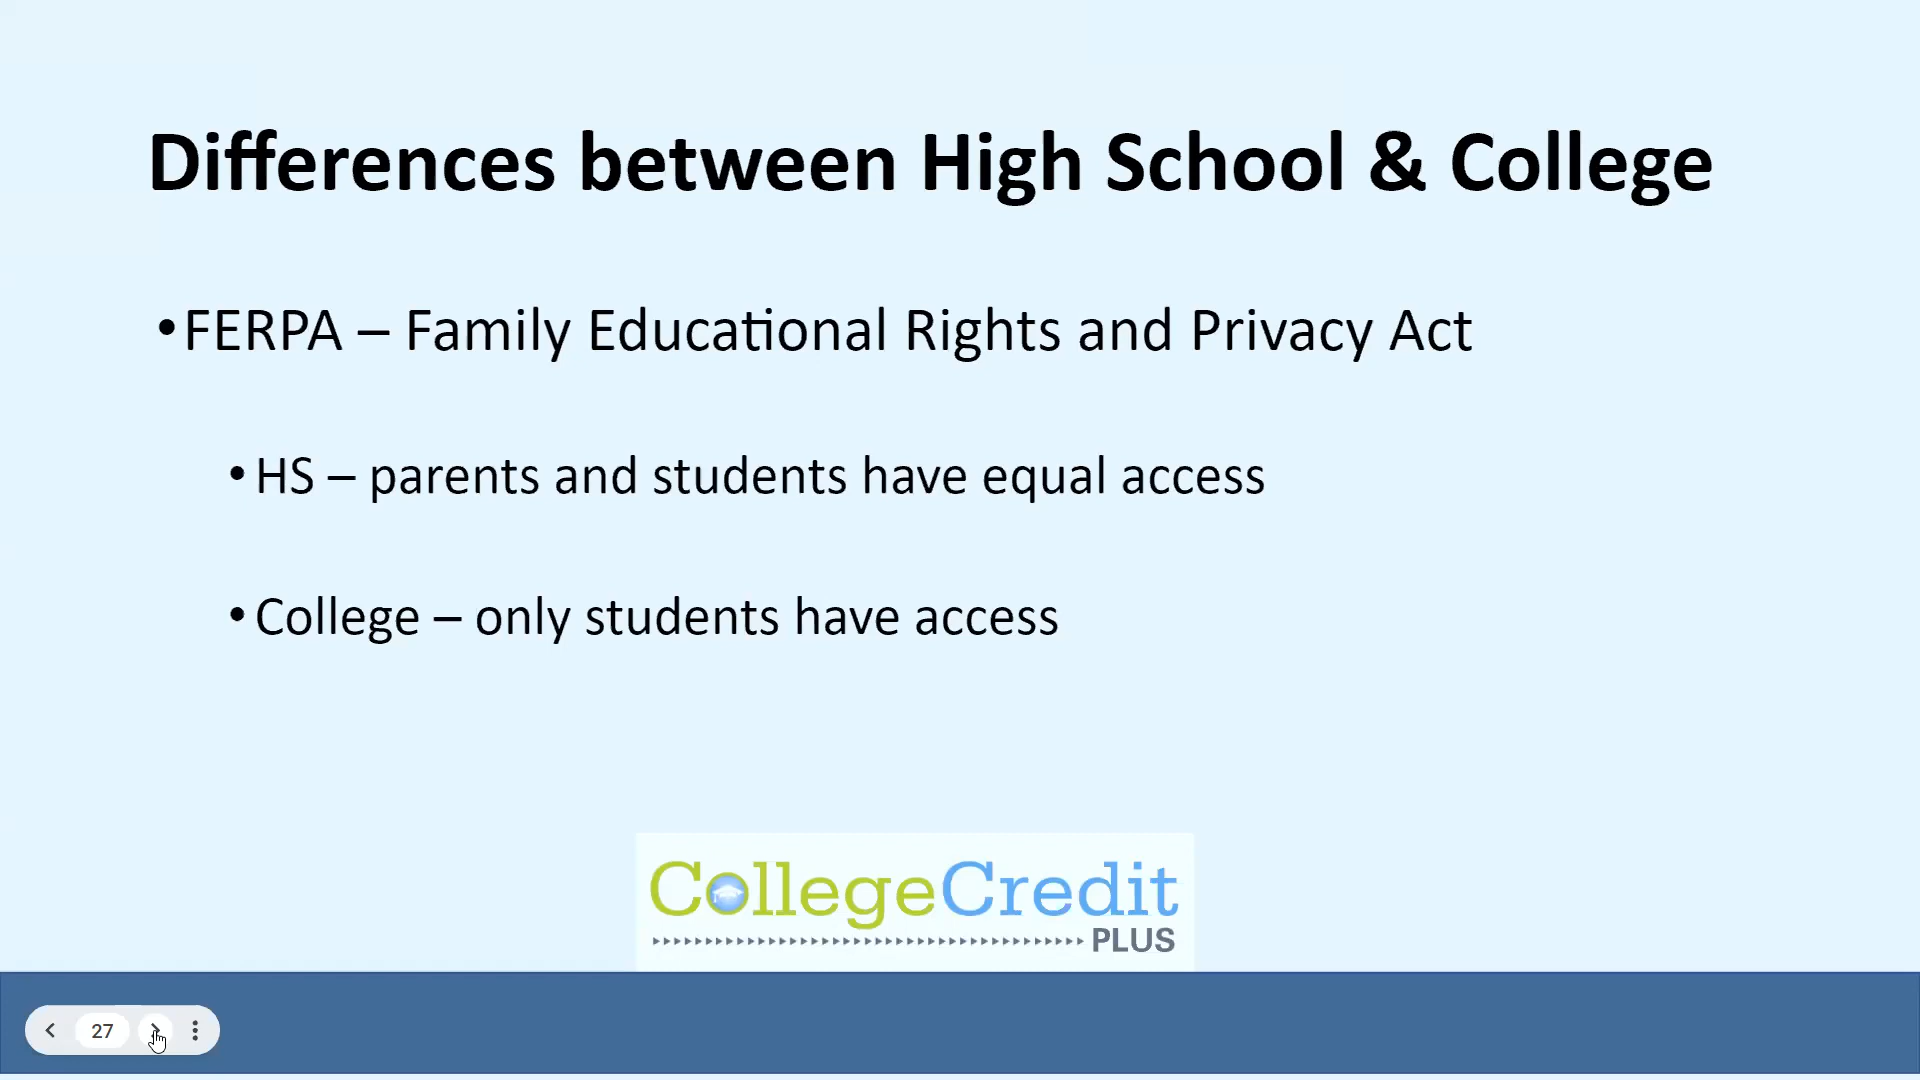 Differences between High School & College
•FERPA – Family Educational Rights and Privacy Act
•HS – parents and students have equal access
•College – only students have access
CollegeCredit
PLUS
27